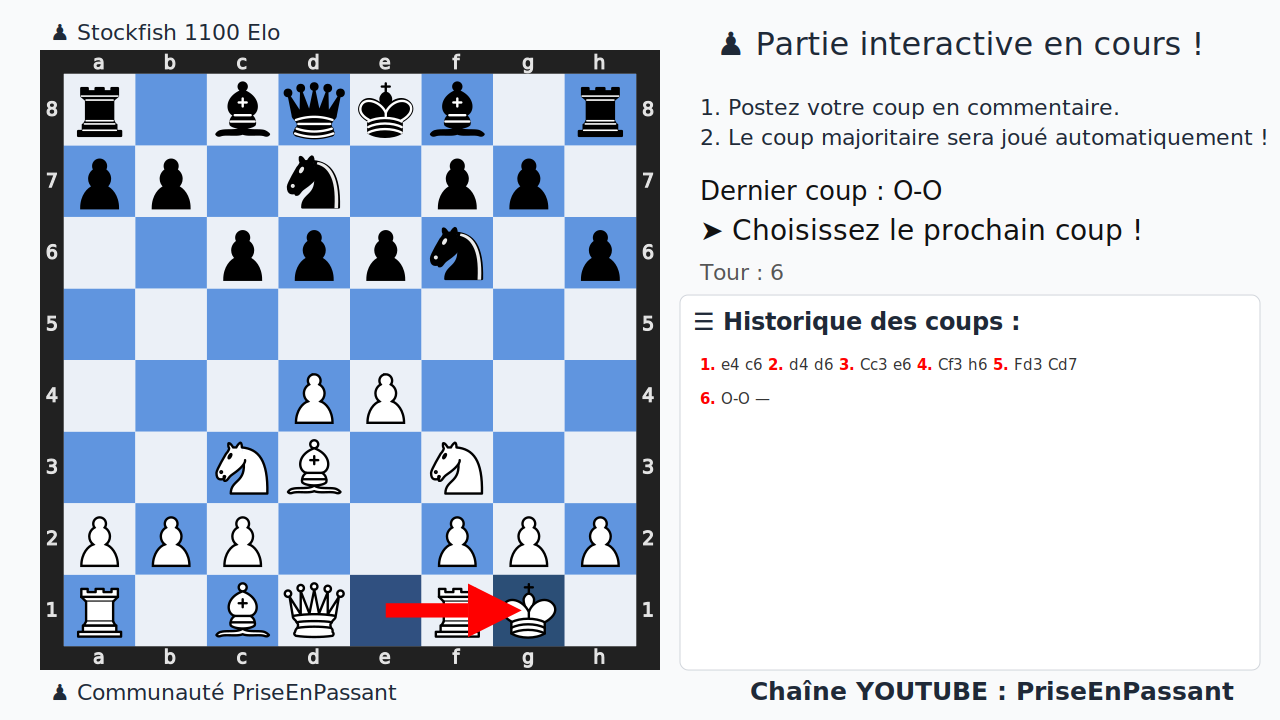 ♟ Stockfish 1100 Elo
a b c d e f g h
8 8
7 7
6 6
5 5
4 4
3 3
2 2
1 1
a b c d e f g h
♟ Communauté PriseEnPassant
♟ Partie interactive en cours !
1. Postez votre coup en commentaire.
2. Le coup majoritaire sera joué automatiquement !
Dernier coup : O-O
➤ Choisissez le prochain coup !
Tour : 6
☰ Historique des coups :
1. e4 c6 2. d4 d6 3. Cc3 e6 4. Cf3 h6 5. Fd3 Cd7
6. O-O —
Chaîne YOUTUBE : PriseEnPassant